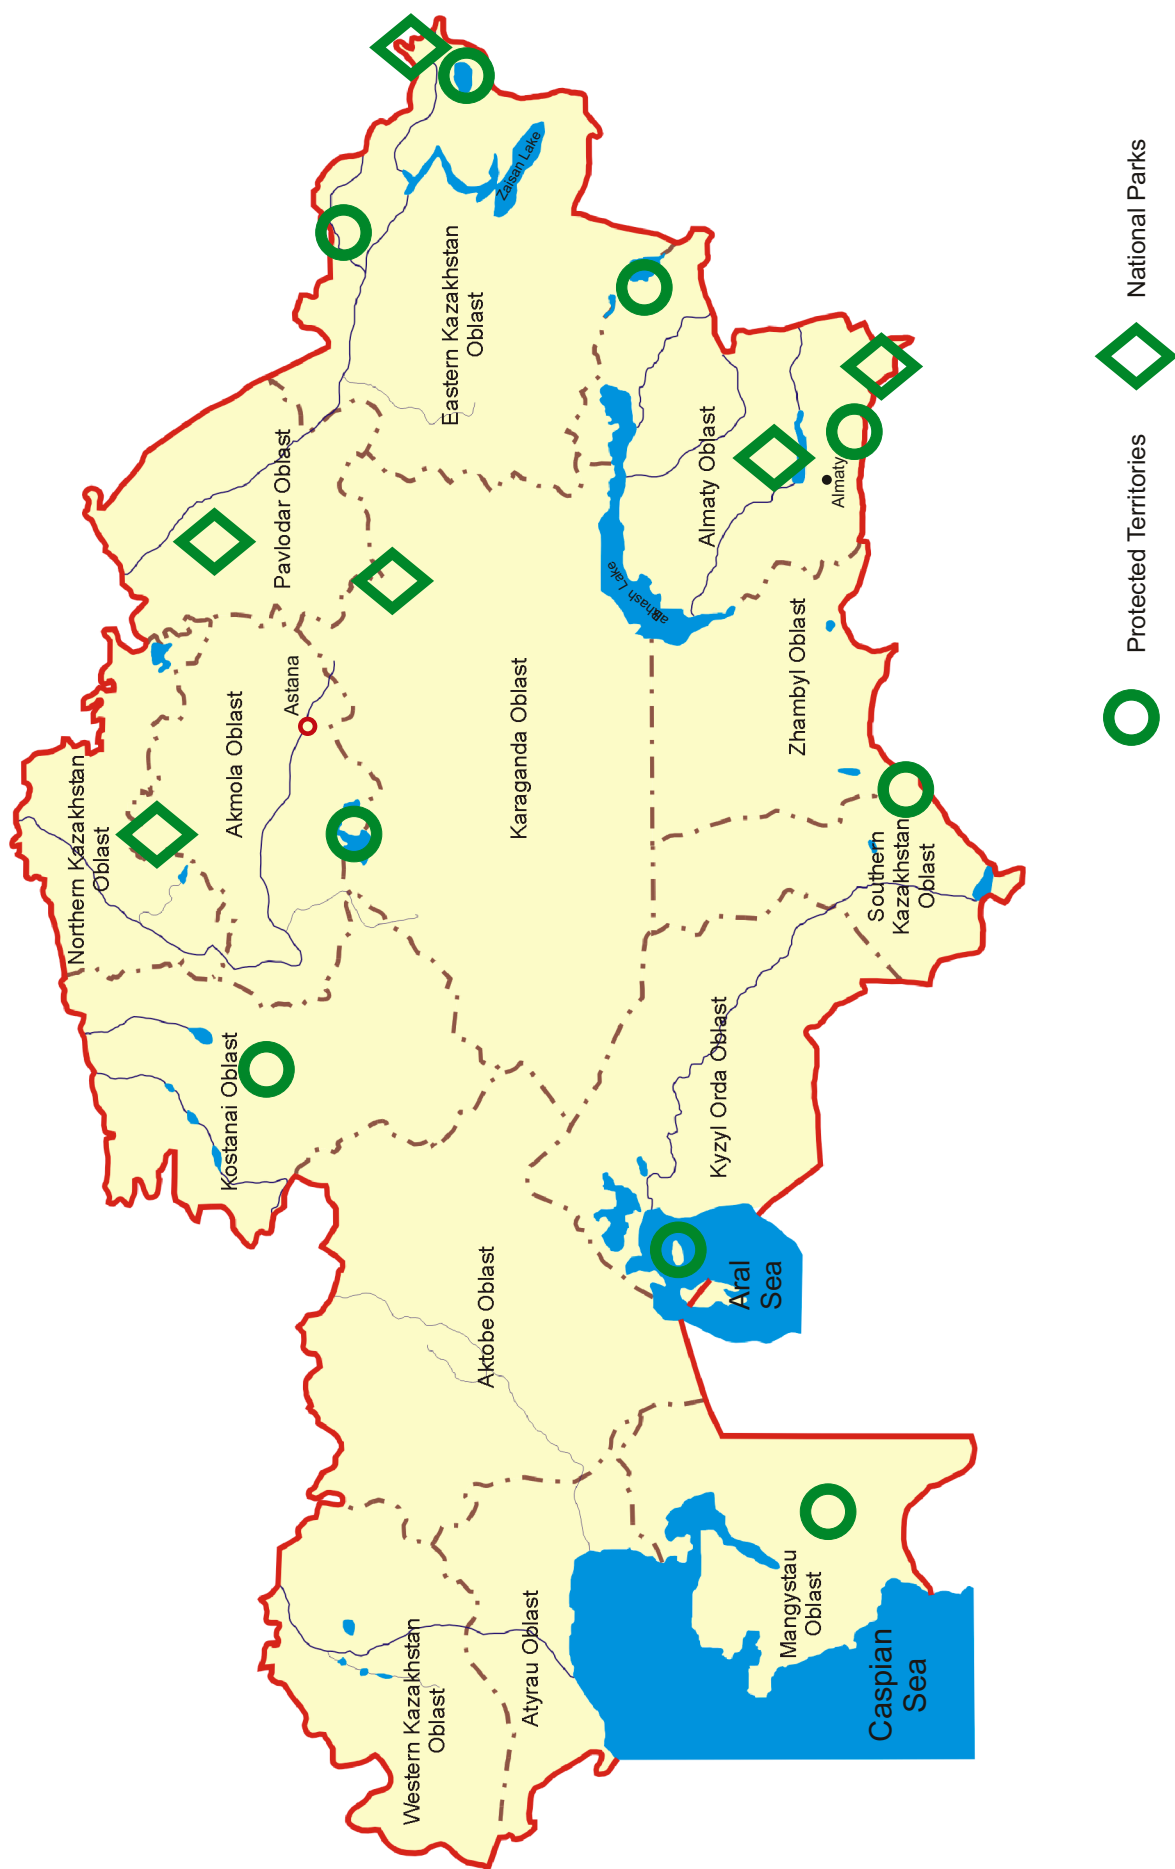 Northern Kazakhstan
Oblast
Akmola Oblast
Astana
Pavlodar Oblast
Kostanai Oblast
Eastern Kazakhstan
Oblast
Zaisan Lake
Karaganda Oblast
Western Kazakhstan
Oblast
Aktobe Oblast
Atyrau Oblast
Almaty Oblast
Almaty
Zhambyl Oblast
Kyzyl Orda Oblast
Southern
Kazakhstan
Oblast
Aral
Sea
Mangystau
Oblast
Caspian
Sea
Lake
Protected Territories
National Parks